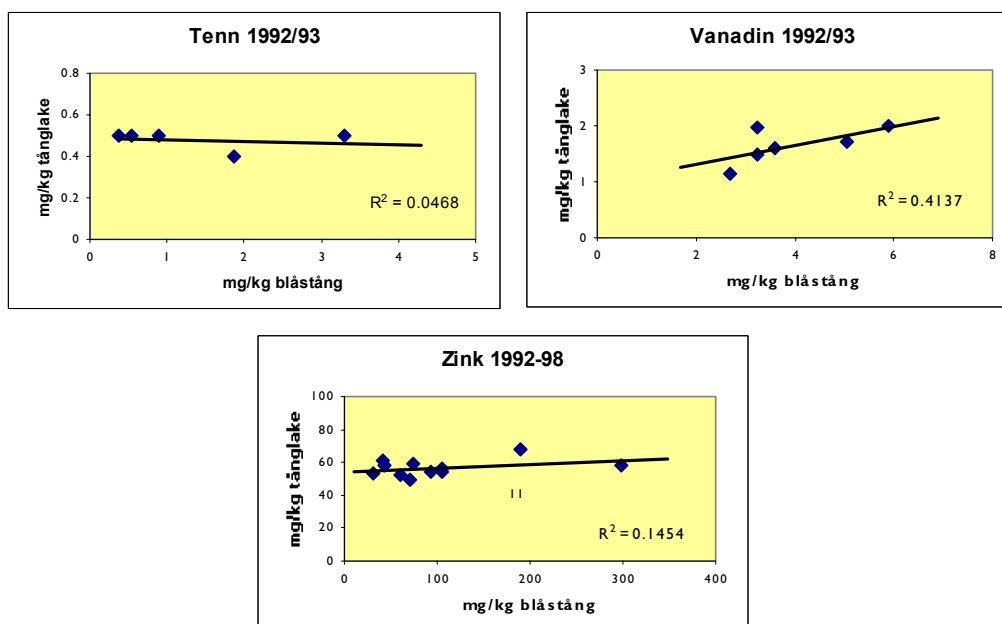 Tenn 1992/93
mg/kg tånglake
0.8
0.6
0.4
0.2
0
R² = 0.0468
0 1 2 3 4 5
mg/kg blåstång
Vanadin 1992/93
mg/kg tånglake
3
2
1
0
R² = 0.4137
0 2 4 6 8
mg/kg blåstång
Zink 1992-98
mg/kg tånglake
100
80
60
40
20
0
R² = 0.1454
0 100 200 300 400
mg/kg blåstång